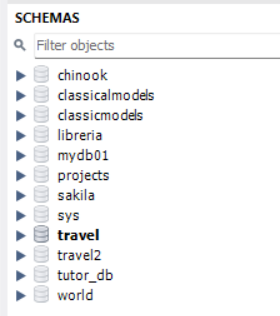 SCHEMAS
Filter objects
chinook
classicalmodels
classicmodels
libreria
mydb01
projects
sakila
sys
travel
travel2
tutor_db
world